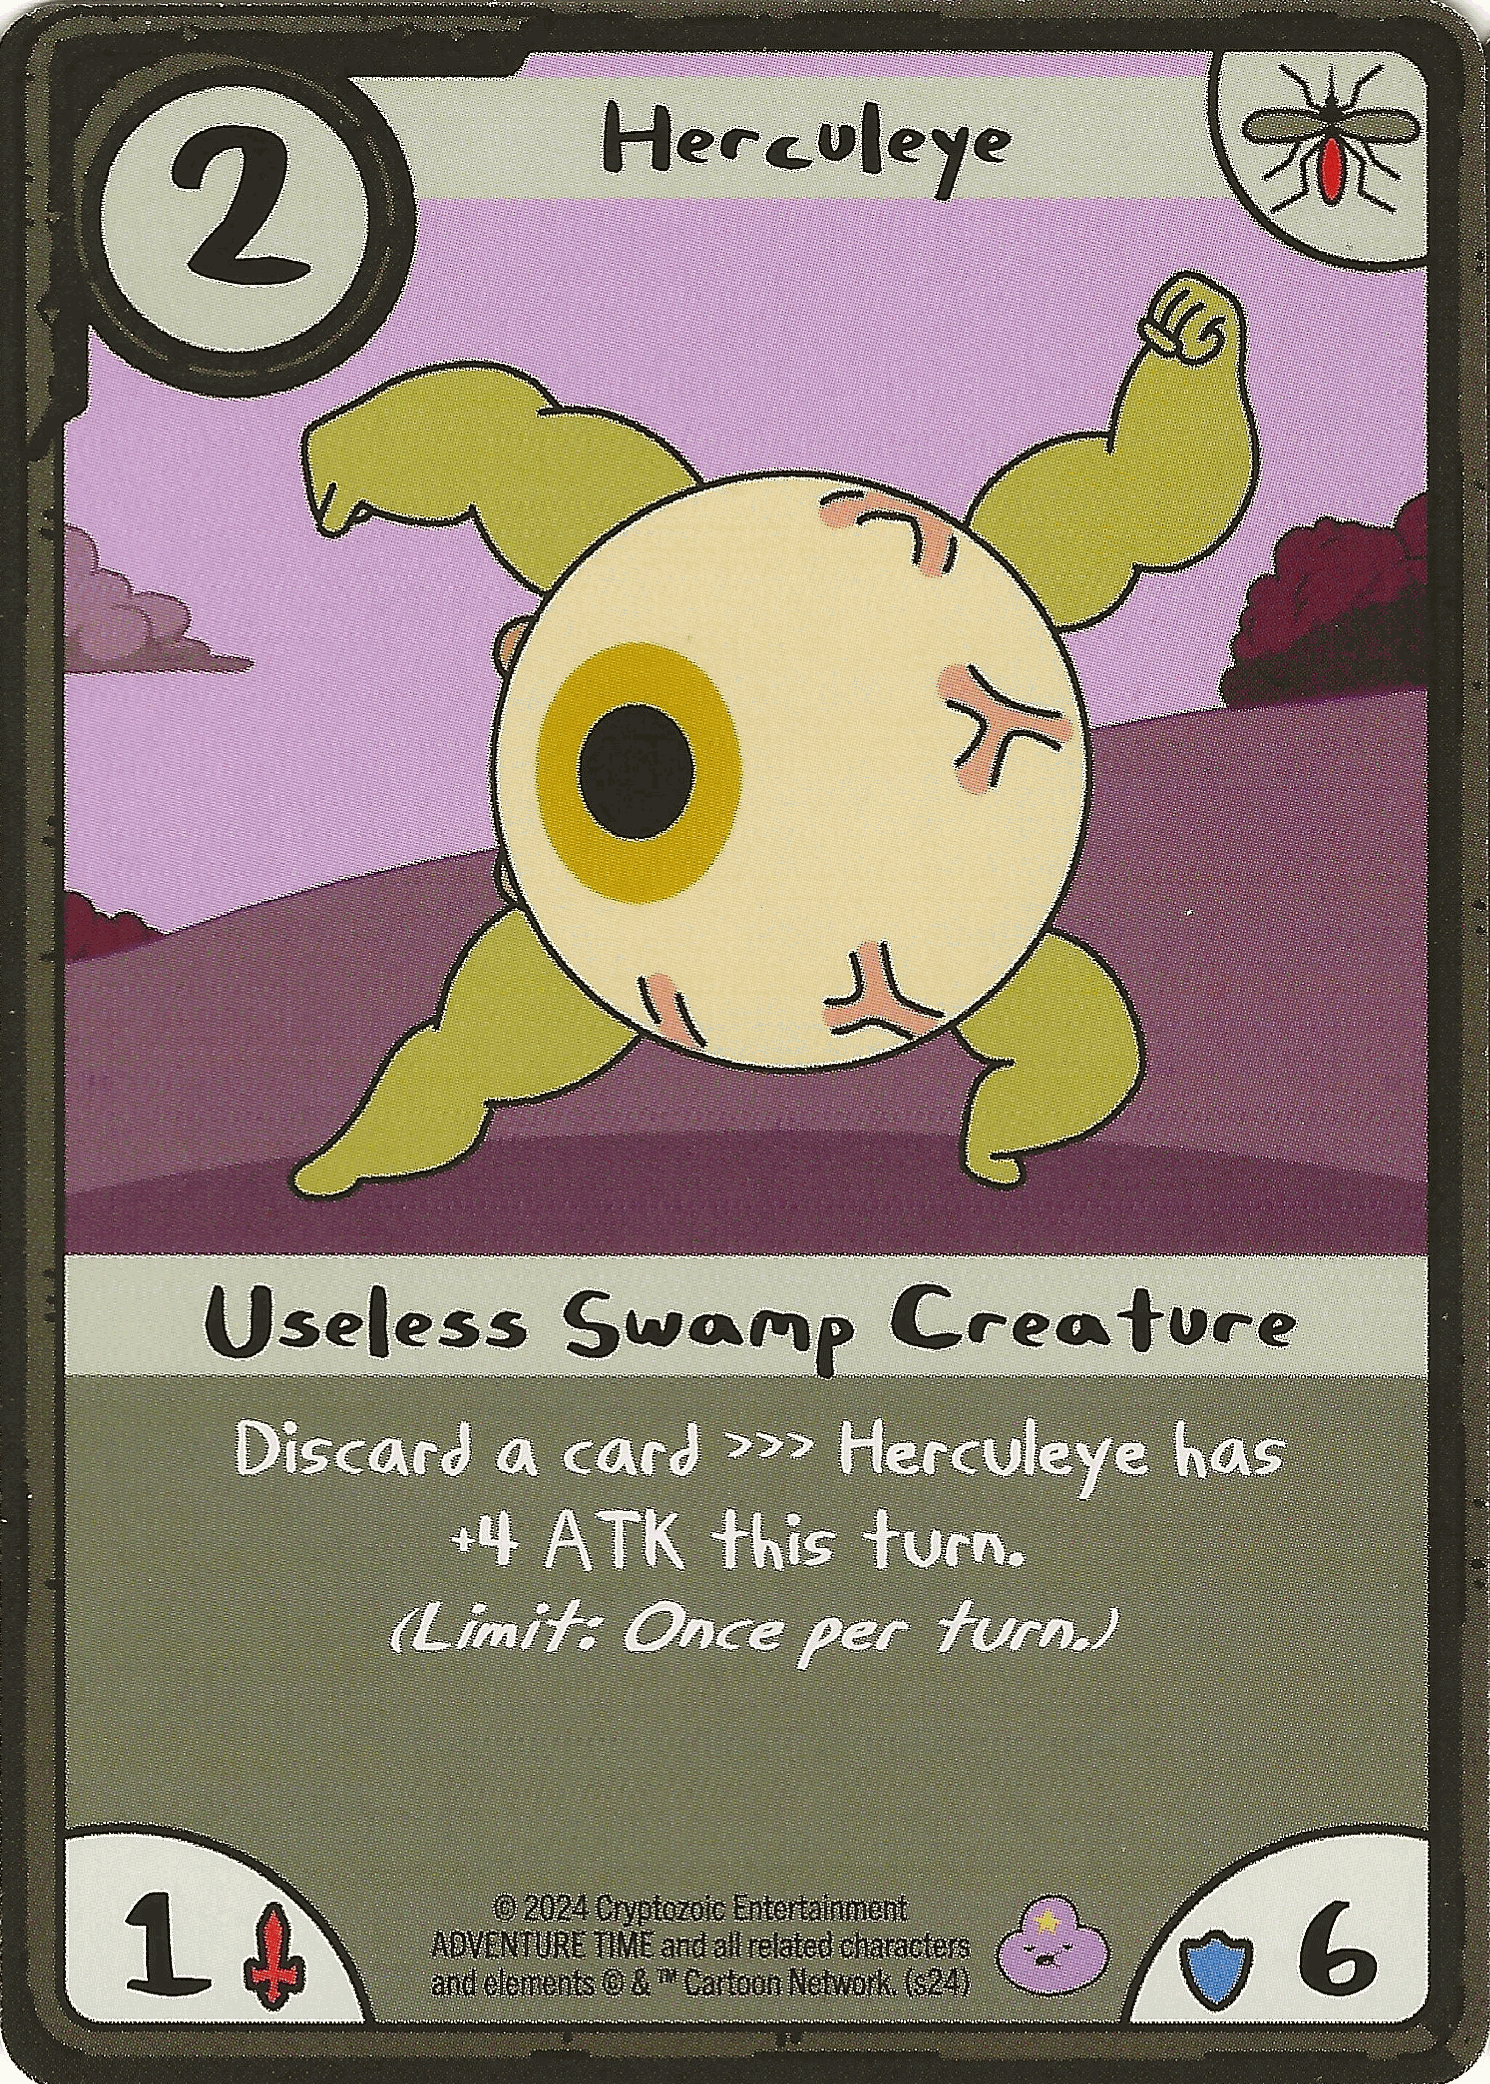 2
Herculeye
Useless Swamp Creature
Discard a card >>> Herculeye has
+4 ATK this turn.
(Limit: Once per turn.)
1
© 2024 Cryptozoic Entertainment
ADVENTURE TIME and all related characters
and elements © & ™ Cartoon Network. (s24)
6